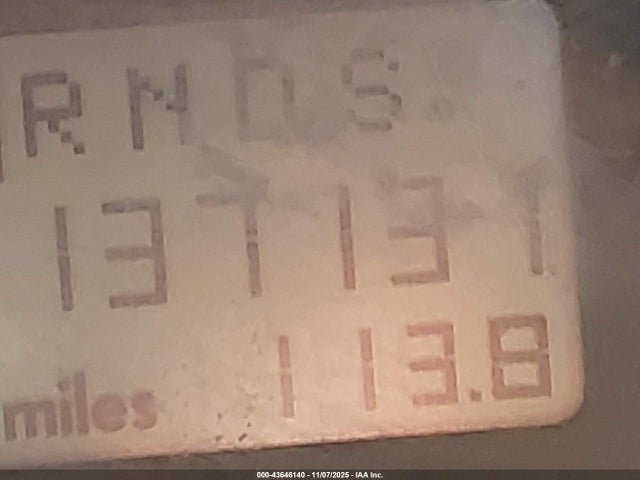 R N D S
137131
miles 113.8
000-43646140 - 11/07/2025 - IAA Inc.